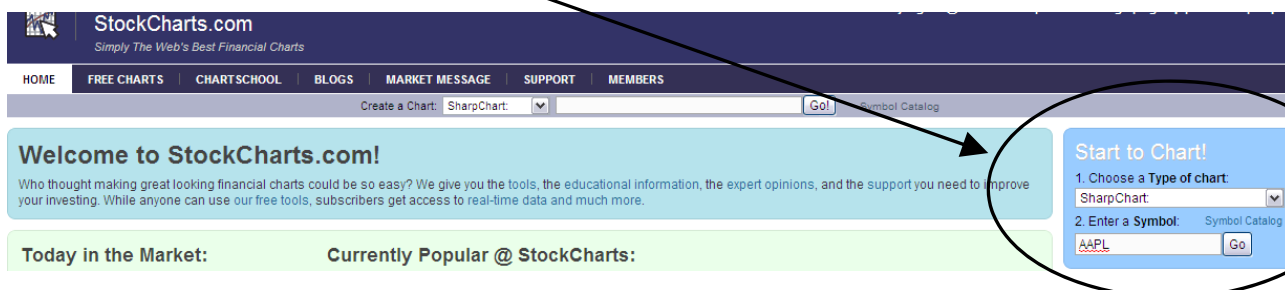 StockCharts.com
Simply The Web's Best Financial Charts
HOME FREE CHARTS | CHARTSCHOOL | BLOGS | MARKET MESSAGE | SUPPORT | MEMBERS
Create a Chart: SharpChart: Go! Symbol Catalog
Welcome to StockCharts.com!
Who thought making great looking financial charts could be so easy? We give you the tools, the educational information, the expert opinions, and the support you need to improve
your investing. While anyone can use our free tools, subscribers get access to real-time data and much more.
Today in the Market:
Currently Popular @ StockCharts:
Start to Chart!
1. Choose a Type of chart:
SharpChart:
2. Enter a Symbol: Symbol Catalog
AAPL Go